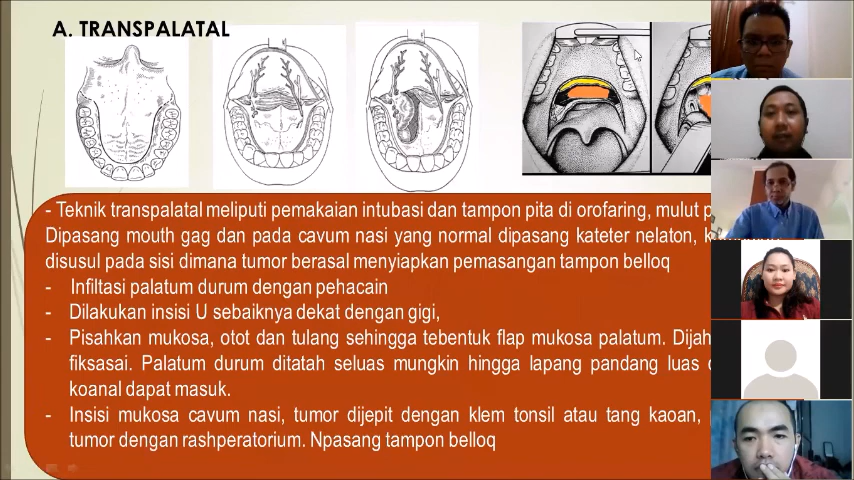 A. TRANSPALATAL
- Teknik transpalatal meliputi pemakaian intubasi dan tampon pita di orofaring, mulut
Dipasang mouth gag dan pada cavum nasi yang normal dipasang kateter nelaton,
disusul pada sisi dimana tumor berasal menyiapkan pemasangan tampon belloq
- Infiltasi palatum durum dengan pehacain
- Dilakukan insisi U sebaiknya dekat dengan gigi,
- Pisahkan mukosa, otot dan tulang sehingga tebentuk flap mukosa palatum.
fiksasai. Palatum durum ditatah seluas mungkin hingga lapang pandang luas
koanal dapat masuk.
- Insisi mukosa cavum nasi, tumor dijepit dengan klem tonsil atau tang kaoan,
tumor dengan rashperatorium. Npasang tampon belloq